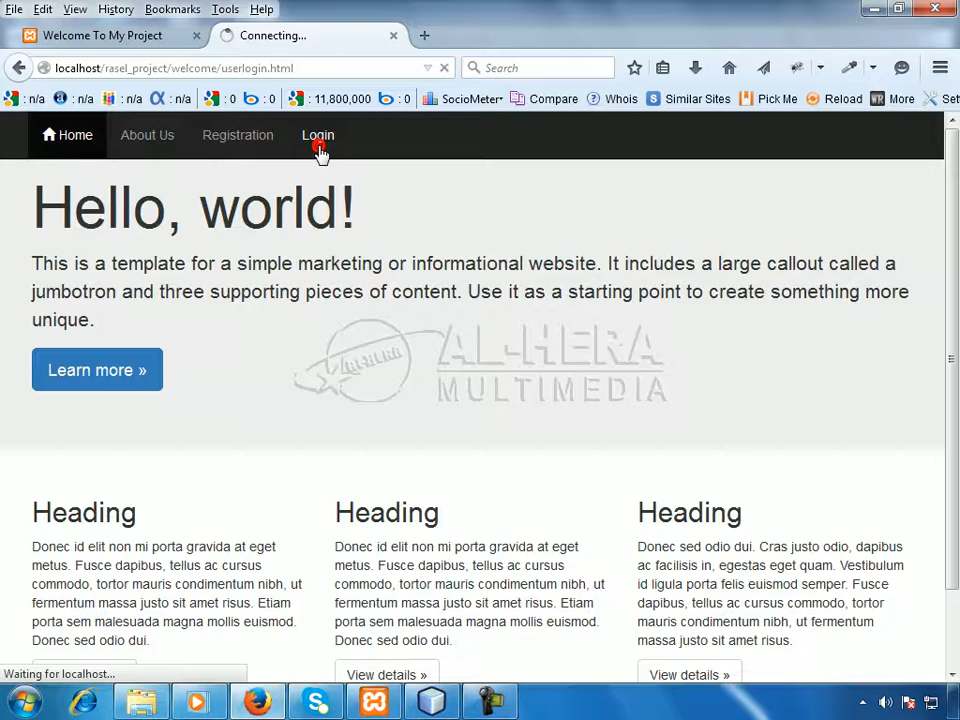 File Edit View History Bookmarks Tools Help
Welcome To My Project × Connecting... × +
localhost/rasel_project/welcome/userlogin.html Search
: n/a : n/a : n/a : n/a : 0 : 0 : 11,800,000 : 0 SocioMeter Compare Whois Similar Sites Pick Me Reload WR More Set
Home About Us Registration Login
Hello, world!
This is a template for a simple marketing or informational website. It includes a large callout called a
jumbotron and three supporting pieces of content. Use it as a starting point to create something more
unique.
AL-HERA AL-HERA
MULTIMEDIA
Learn more »
Heading Heading Heading
Donec id elit non mi porta gravida at eget Donec id elit non mi porta gravida at eget Donec sed odio dui. Cras justo odio, dapibus
metus. Fusce dapibus, tellus ac cursus metus. Fusce dapibus, tellus ac cursus ac facilisis in, egestas eget quam. Vestibulum
commodo, tortor mauris condimentum nibh, ut commodo, tortor mauris condimentum nibh, ut id ligula porta felis euismod semper. Fusce
fermentum massa justo sit amet risus. Etiam fermentum massa justo sit amet risus. Etiam dapibus, tellus ac cursus commodo, tortor
porta sem malesuada magna mollis euismod. porta sem malesuada magna mollis euismod. mauris condimentum nibh, ut fermentum
Donec sed odio dui. Donec sed odio dui. massa justo sit amet risus.
View details » View details »
Waiting for localhost...